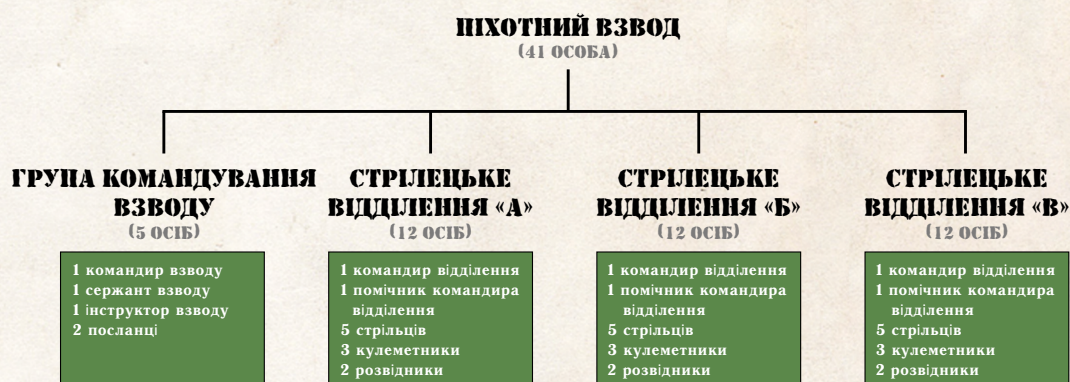 ПІХОТНИЙ ВЗВОД
(41 ОСОБА)
ГРУПА КОМАНДУВАННЯ
ВЗВОДУ
(5 ОСІБ)
1 командир взводу
1 сержант взводу
1 інструктор взводу
2 посланці
СТРІЛЕЦЬКЕ
ВІДДІЛЕННЯ «А»
(12 ОСІБ)
1 командир відділення
1 помічник командира
відділення
5 стрільців
3 кулеметники
2 розвідники
СТРІЛЕЦЬКЕ
ВІДДІЛЕННЯ «Б»
(12 ОСІБ)
1 командир відділення
1 помічник командира
відділення
5 стрільців
3 кулеметники
2 розвідники
СТРІЛЕЦЬКЕ
ВІДДІЛЕННЯ «В»
(12 ОСІБ)
1 командир відділення
1 помічник командира
відділення
5 стрільців
3 кулеметники
2 розвідники